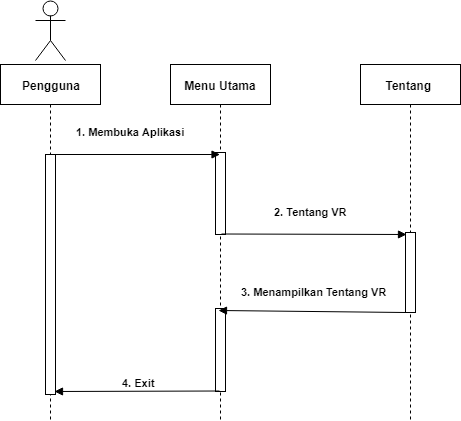 Pengguna
Menu Utama
Tentang
1. Membuka Aplikasi
2. Tentang VR
3. Menampilkan Tentang VR
4. Exit